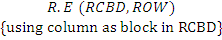 R.E (RCBD,ROW)
{using column as block in RCBD}